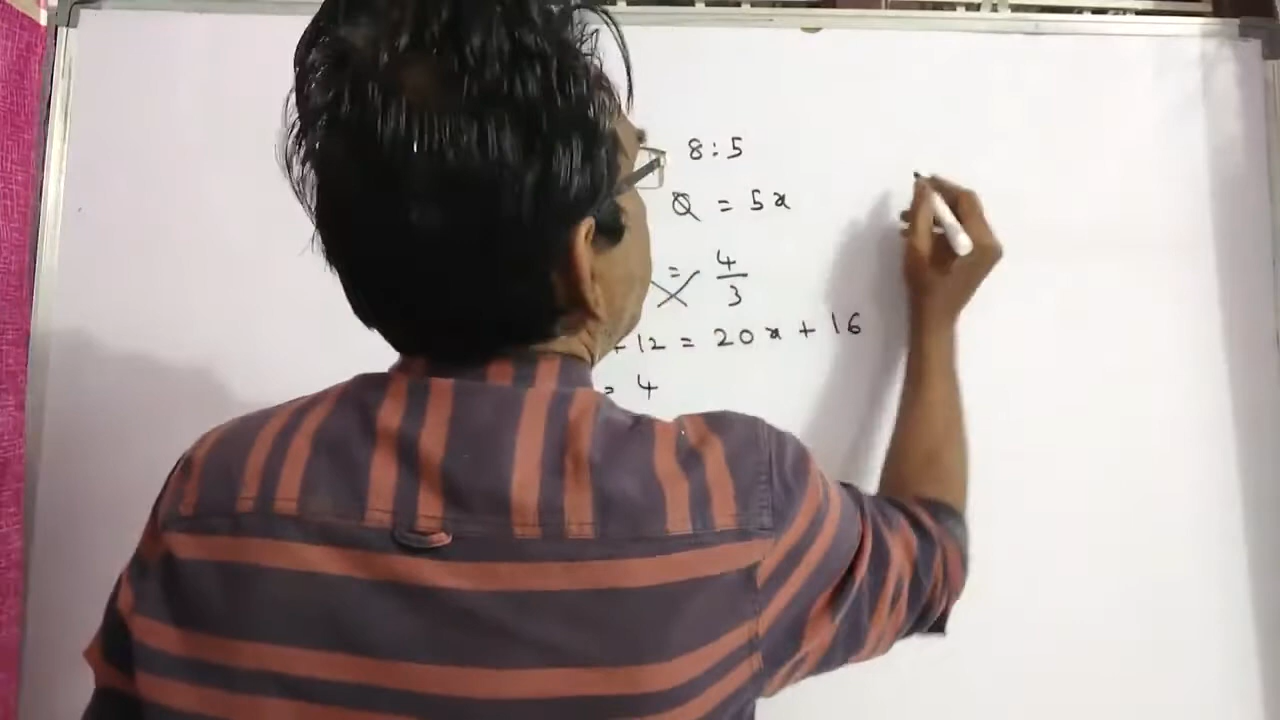 8 : 5
Q = 5x
= 4/3
+ 12 = 20x + 16
= 4